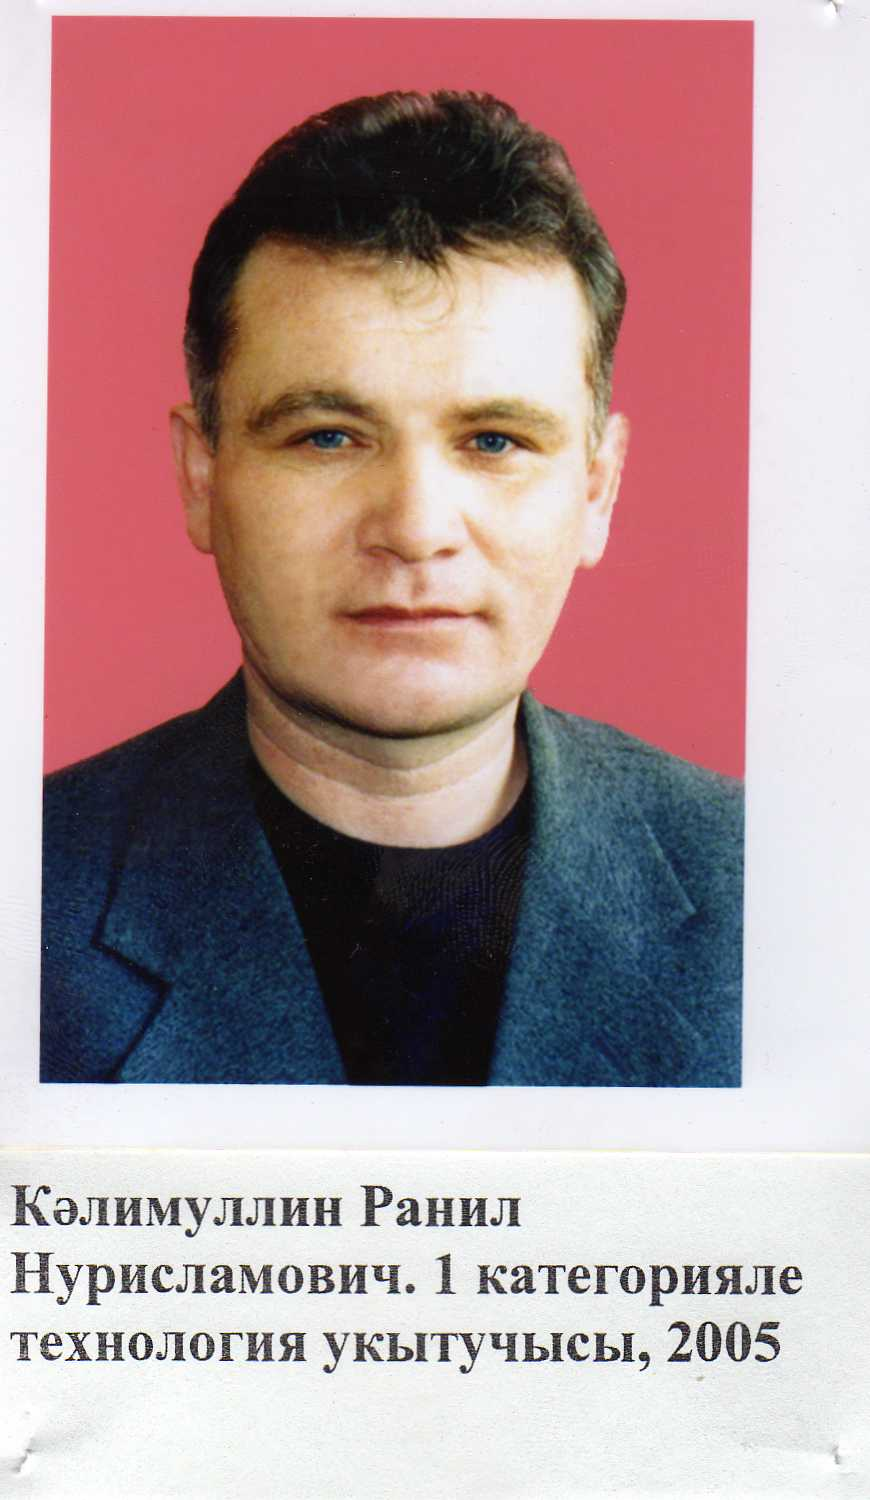 Кәлимуллин Ранил
Нурисламович. 1 категорияле
технология укытучысы, 2005